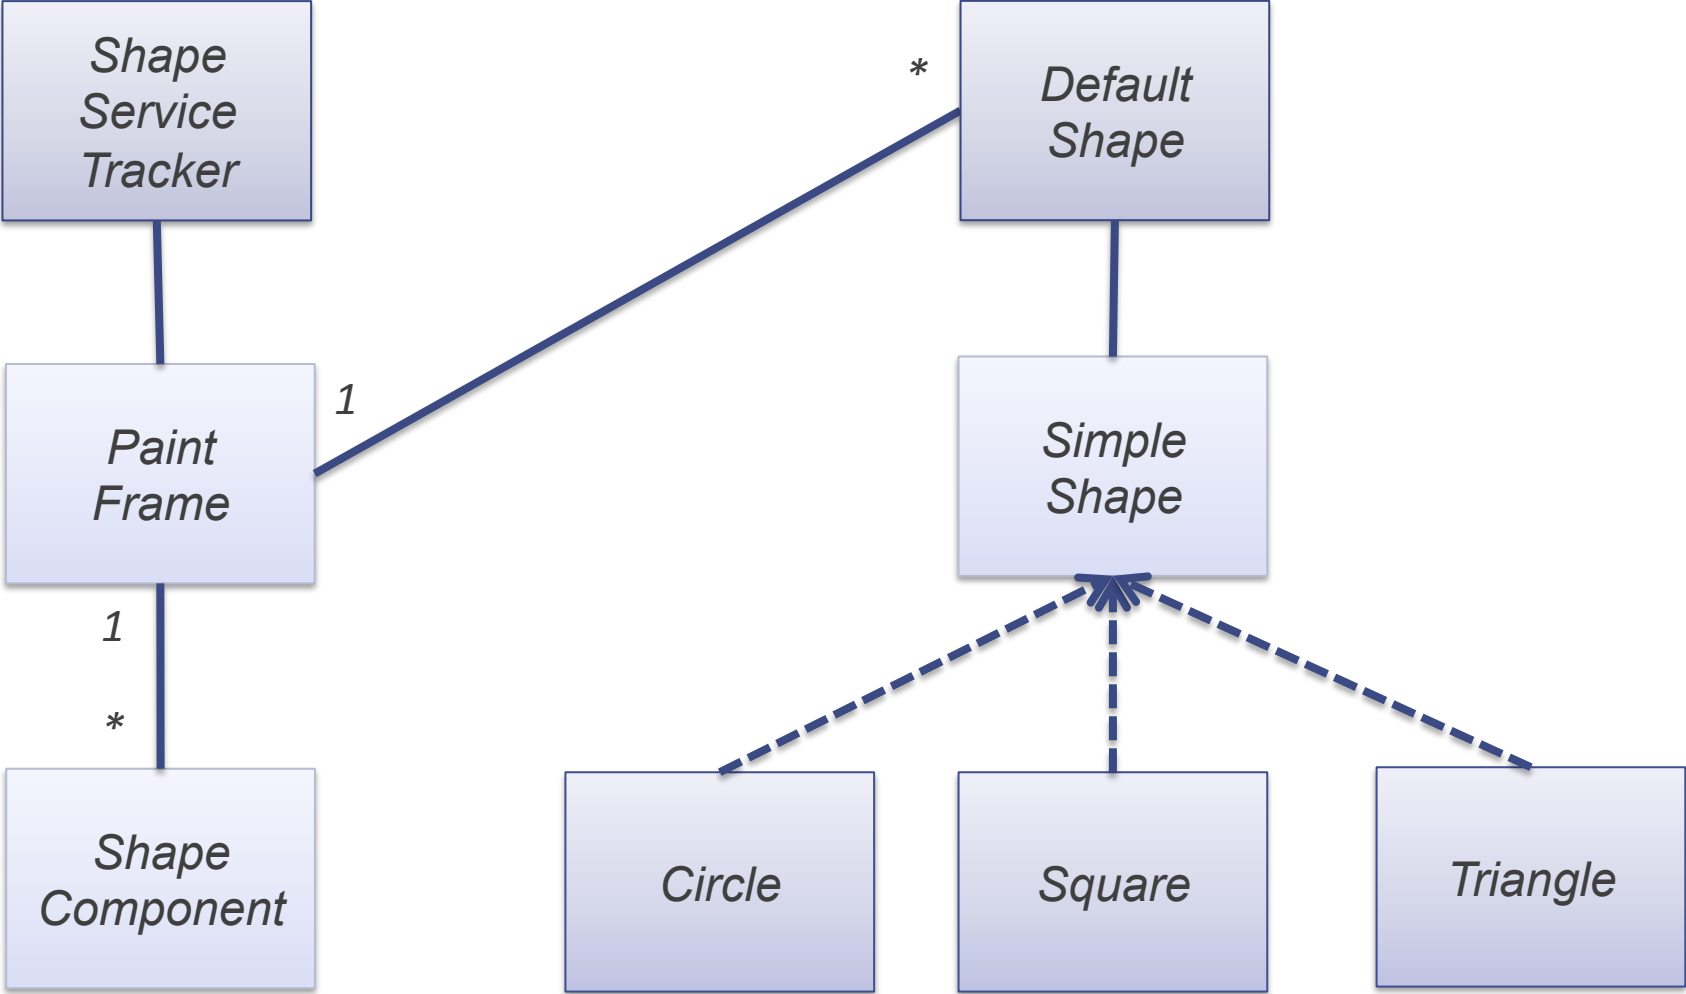 Shape
Service
Tracker
*
Default
Shape
1
Paint
Frame
Simple
Shape
1
*
Shape
Component
Circle
Square
Triangle